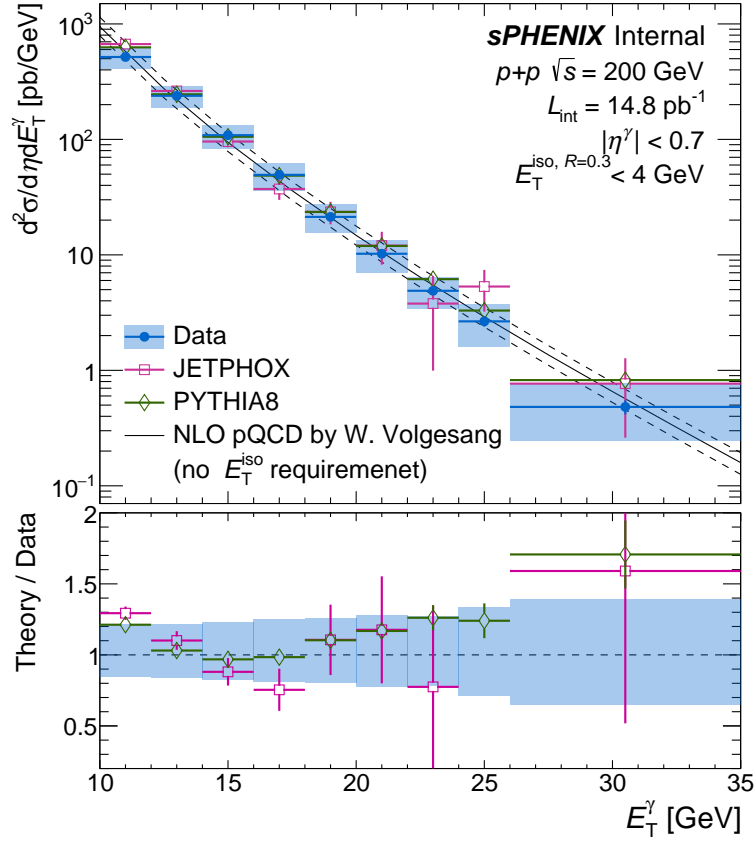 sPHENIX Internal
p+p √s = 200 GeV
L_int = 14.8 pb⁻¹
|η^γ| < 0.7
E_T^{iso, R=0.3} < 4 GeV
d²σ/dηdE_T^γ [pb/GeV]
10³
10²
10
1
10⁻¹
Data
JETPHOX
PYTHIA8
NLO pQCD by W. Volgesang
(no E_T^iso requiremenet)
Theory / Data
2
1.5
1
0.5
10 15 20 25 30 35
E_T^γ [GeV]